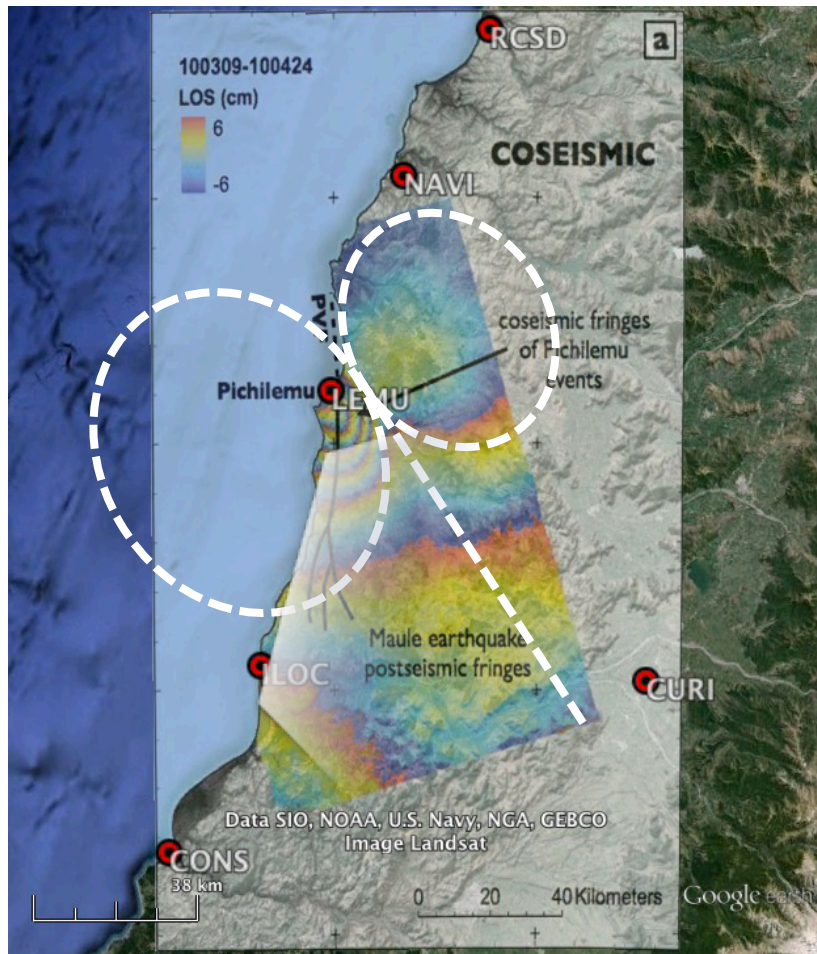 RCSD
a
100309-100424
LOS (cm)
6
-6
COSEISMIC
NAVI
PV
coseismic fringes
of Pichilemu
events
Pichilemu
LEMU
Maule earthquake
postseismic fringes
ILOC
CURI
Data SIO, NOAA, U.S. Navy, NGA, GEBCO
Image Landsat
CONS
38 km
0 20 40 Kilometers
Google earth